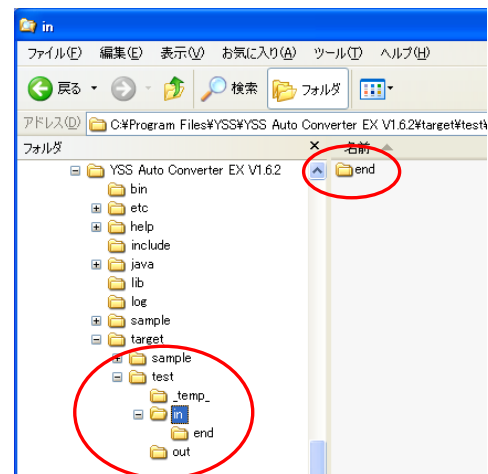 in
ファイル(F) 編集(E) 表示(V) お気に入り(A) ツール(T) ヘルプ(H)
戻る 検索 フォルダ
アドレス(D) C:¥Program Files¥YSS¥YSS Auto Converter EX V1.6.2¥target¥test¥
フォルダ × 名前
YSS Auto Converter EX V1.6.2 end
bin
etc
help
include
java
lib
log
sample
target
sample
test
_temp_
in
end
out